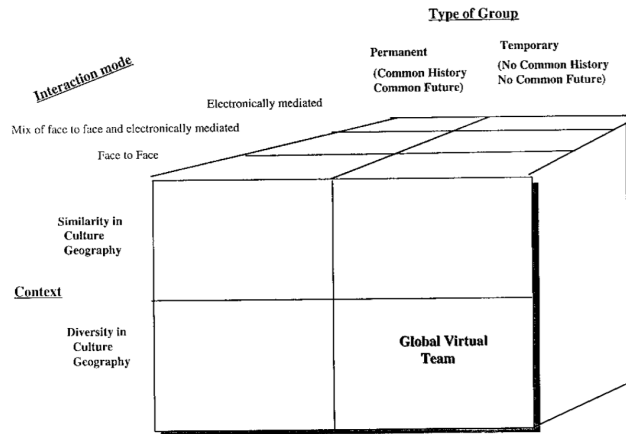 Type of Group
Permanent
(Common History
Common Future)
Temporary
(No Common History
No Common Future)
Interaction mode
Electronically mediated
Mix of face to face and electronically mediated
Face to Face
Similarity in
Culture
Geography
Context
Diversity in
Culture
Geography
Global Virtual
Team